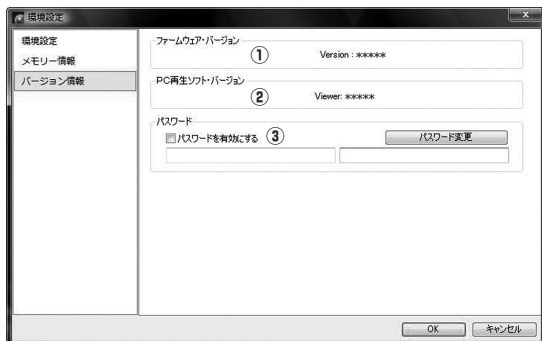 環境設定
x
環境設定
メモリー情報
バージョン情報
ファームウェア・バージョン
① Version : *****
PC再生ソフト・バージョン
② Viewer: *****
パスワード
パスワードを有効にする ③ パスワード変更
OK キャンセル